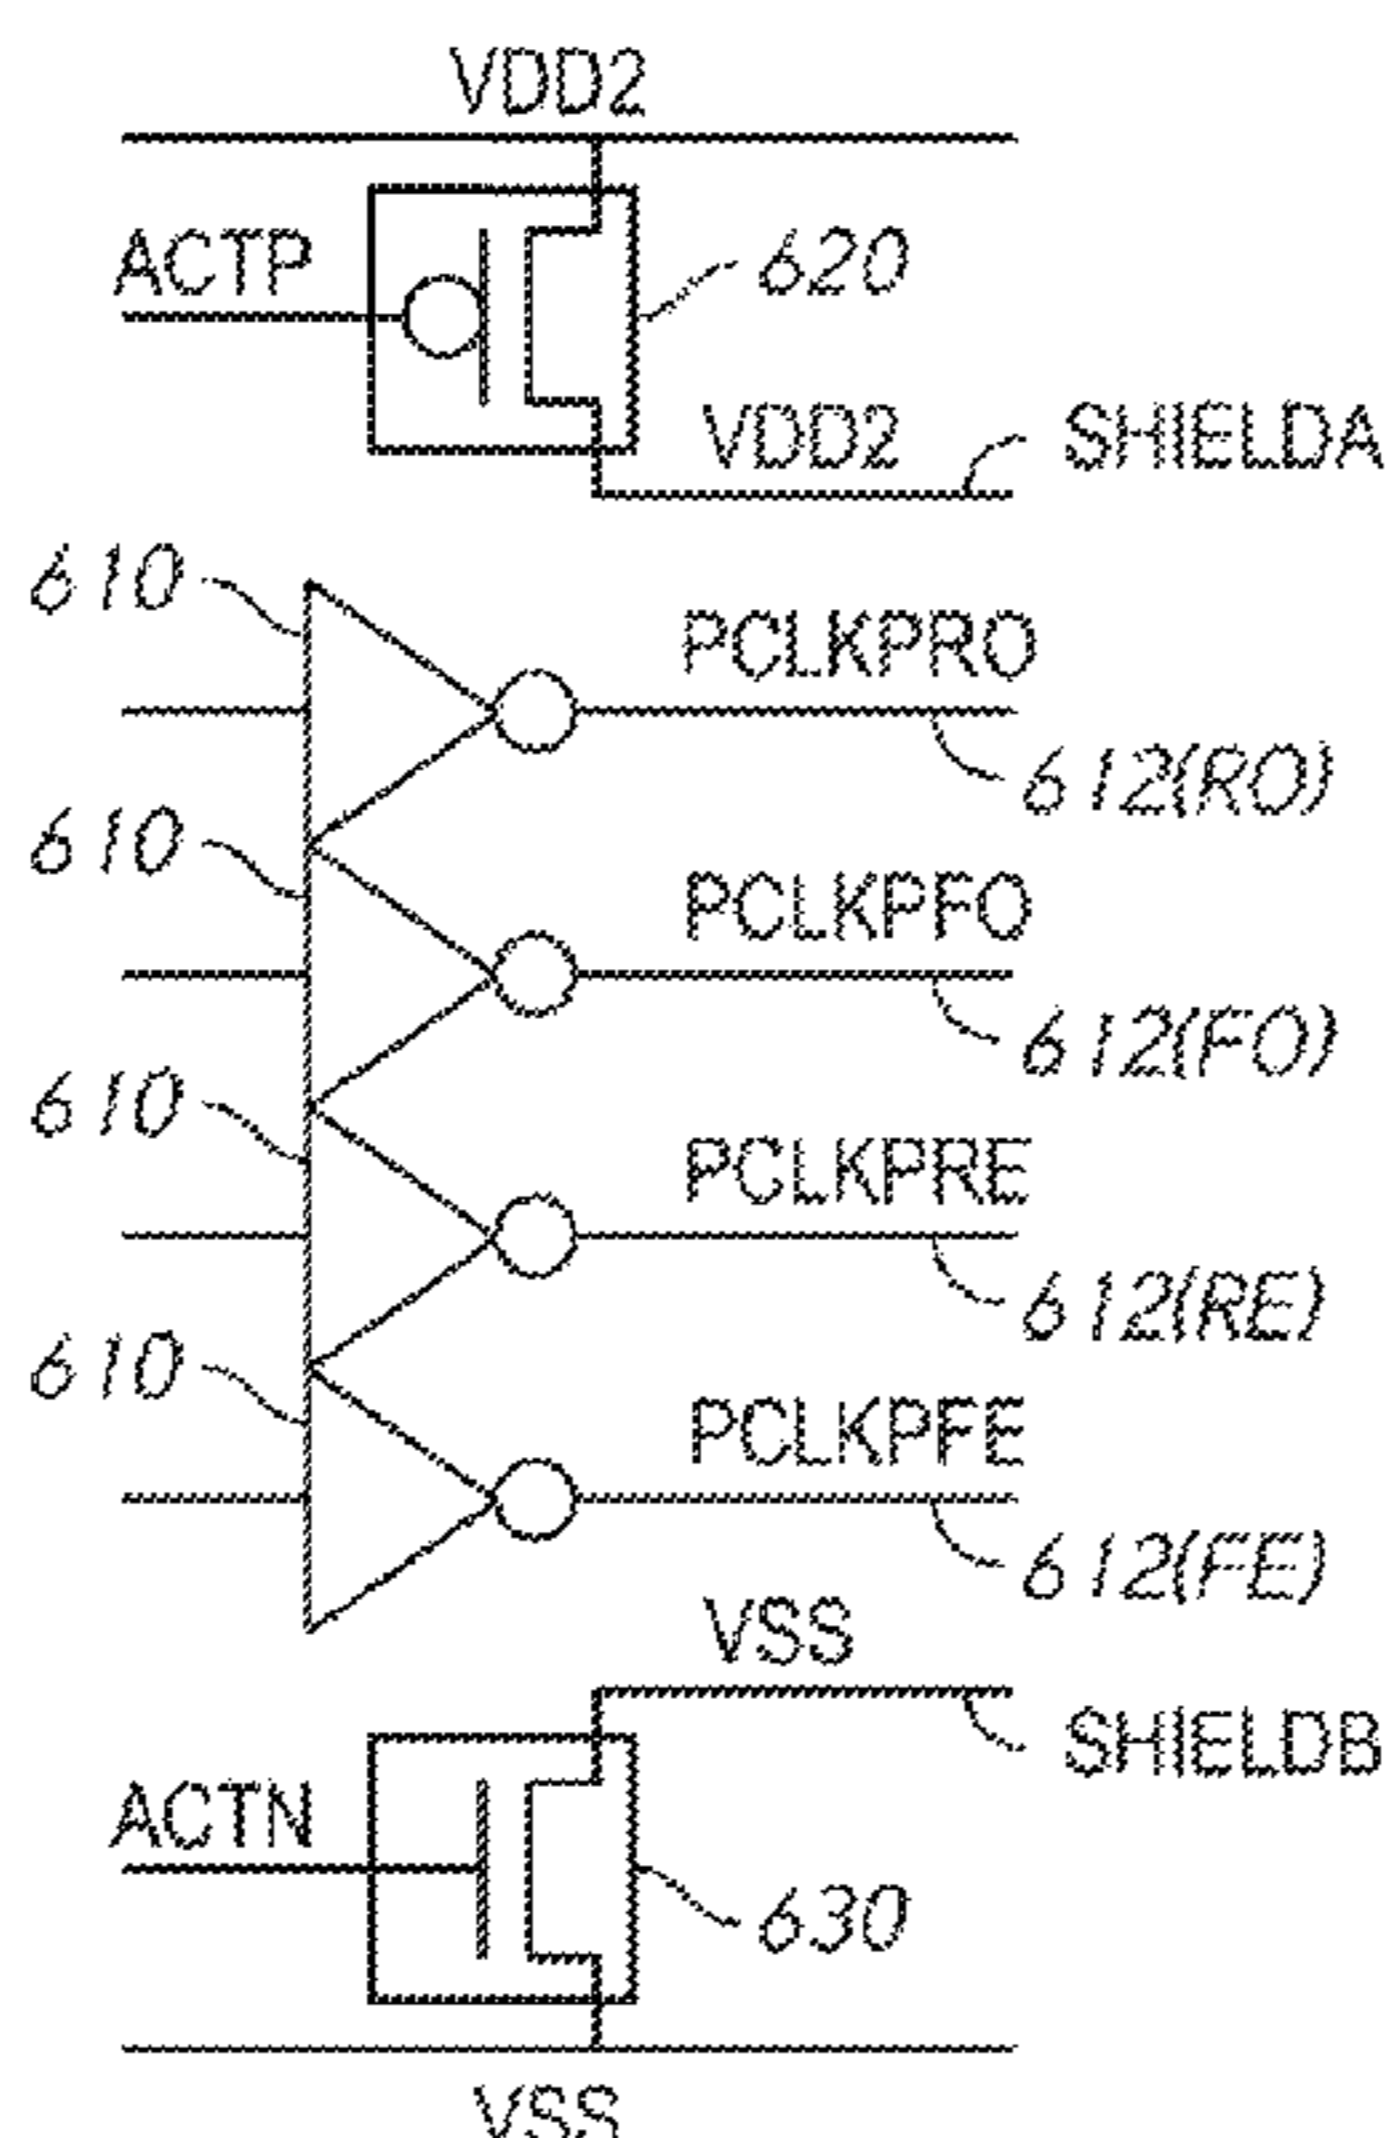 VDD2
ACTP
620
VDD2
SHIELDA
610
PCLKPRO
612(RO)
610
PCLKPFO
612(FO)
610
PCLKPRE
612(RE)
610
PCLKPFE
612(FE)
VSS
SHIELDB
ACTN
630
VSS